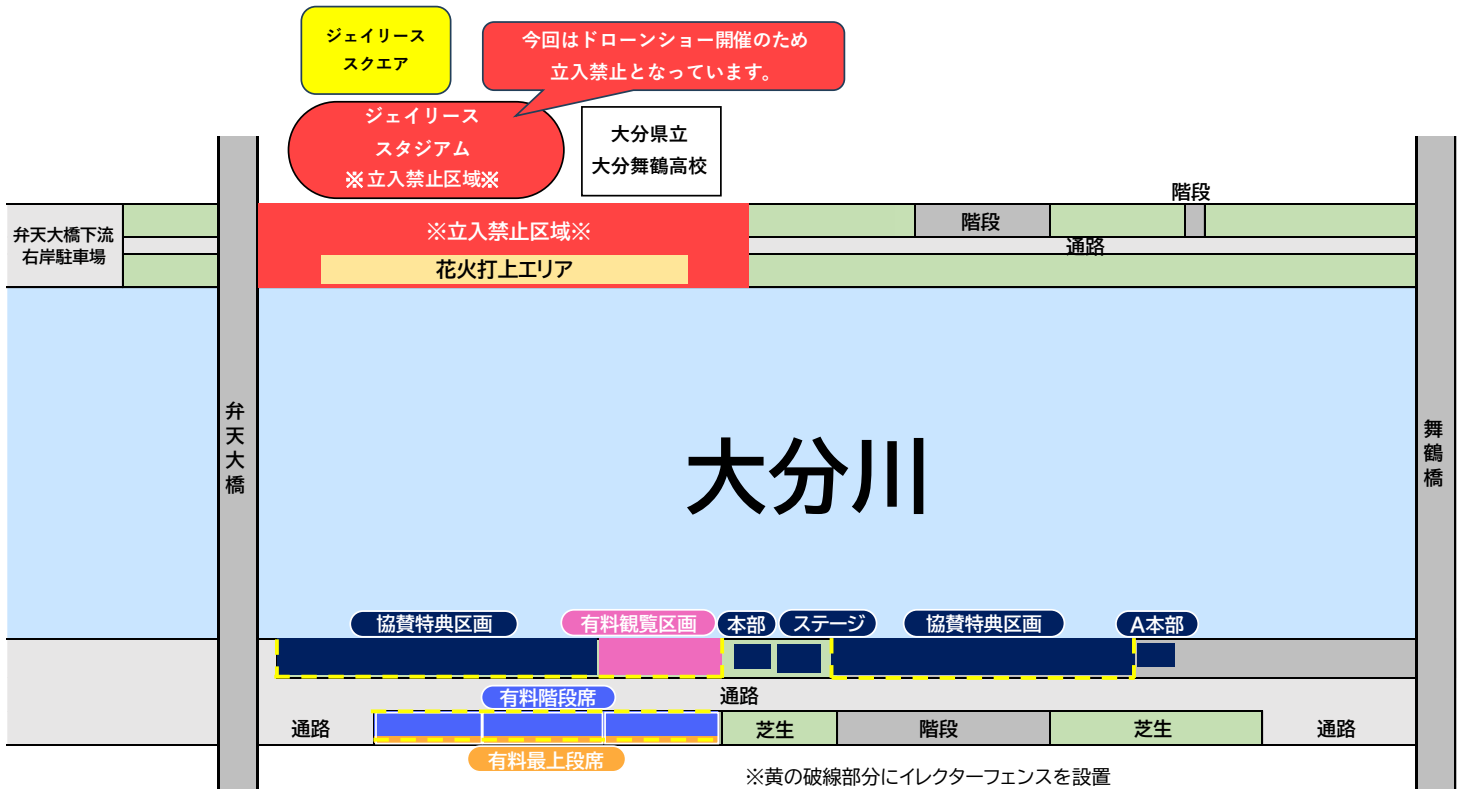 ジェイリース
スクエア
今回はドローンショー開催のため
立入禁止となっています。
ジェイリース
スタジアム
※立入禁止区域※
大分県立
大分舞鶴高校
階段
弁天大橋下流
右岸駐車場
※立入禁止区域※
階段
通路
花火打上エリア
弁天大橋
大分川
舞鶴橋
協賛特典区画
有料観覧区画
本部
ステージ
協賛特典区画
A本部
有料階段席
通路
通路
芝生
階段
芝生
通路
有料最上段席
※黄の破線部分にイレクターフェンスを設置